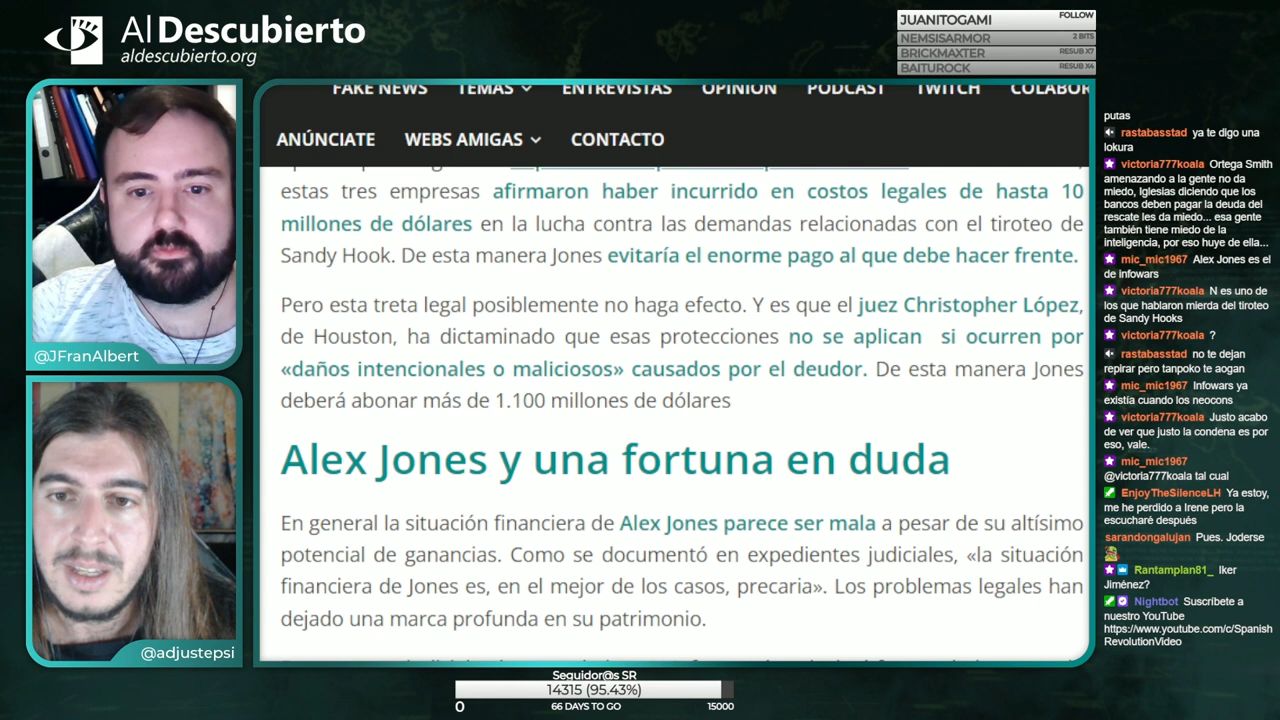 Al Descubierto
aldescubierto.org
JUANITOGAMI FOLLOW
NEMSISARMOR 2 BITS
BRICKMAXTER RESUB X7
BAITUROCK RESUB X4
FAKE NEWS TEMAS ENTREVISTAS OPINIÓN PODCAST TWITCH COLABOR
ANÚNCIATE WEBS AMIGAS CONTACTO
estas tres empresas afirmaron haber incurrido en costos legales de hasta 10
millones de dólares en la lucha contra las demandas relacionadas con el tiroteo de
Sandy Hook. De esta manera Jones evitaría el enorme pago al que debe hacer frente.
Pero esta treta legal posiblemente no haga efecto. Y es que el juez Christopher López,
de Houston, ha dictaminado que esas protecciones no se aplican si ocurren por
«daños intencionales o maliciosos» causados por el deudor. De esta manera Jones
deberá abonar más de 1.100 millones de dólares
Alex Jones y una fortuna en duda
En general la situación financiera de Alex Jones parece ser mala a pesar de su altísimo
potencial de ganancias. Como se documentó en expedientes judiciales, «la situación
financiera de Jones es, en el mejor de los casos, precaria». Los problemas legales han
dejado una marca profunda en su patrimonio.
@JFranAlbert
@adjustepsi
putas
rastabasstad ya te digo una
lokura
victoria777koala Ortega Smith
amenazando a la gente no da
miedo, Iglesias diciendo que los
bancos deben pagar la deuda del
rescate les da miedo... esa gente
también tiene miedo de la
inteligencia, por eso huye de ella...
mic_mic1967 Alex Jones es el
de infowars
victoria777koala N es uno de
los que hablaron mierda del tiroteo
de Sandy Hooks
victoria777koala ?
rastabasstad no te dejan
repirar pero tanpoko te aogan
mic_mic1967 Infowars ya
existía cuando los neocons
victoria777koala Justo acabo
de ver que justo la condena es por
eso, vale.
mic_mic1967
@victoria777koala tal cual
EnjoyTheSilenceLH Ya estoy,
me he perdido a Irene pero la
escucharé después
sarandongalujan Pues. Joderse
Rantamplan81_ Iker
Jiménez?
Nightbot Suscríbete a
nuestro YouTube
https://www.youtube.com/c/Spanish
RevolutionVideo
Seguidor@s SR
14315 (95.43%)
0 66 DAYS TO GO 15000